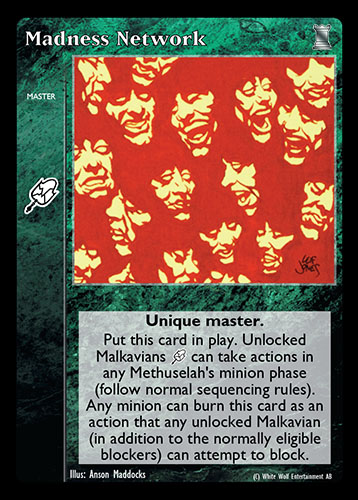 Madness Network
MASTER
Unique master.
Put this card in play. Unlocked
Malkavians can take actions in
any Methuselah's minion phase
(follow normal sequencing rules).
Any minion can burn this card as an
action that any unlocked Malkavian
(in addition to the normally eligible
blockers) can attempt to block.
Illus: Anson Maddocks
(C) White Wolf Entertainment AB